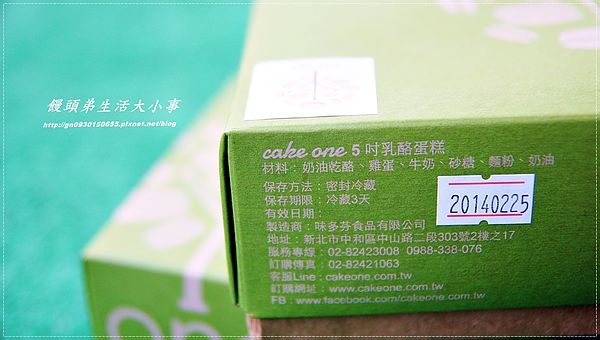 饅頭弟生活大小事
http://gn0930150655.pixnet.net/blog
cake one 5 吋乳酪蛋糕
材料：奶油乾酪、雞蛋、牛奶、砂糖、麵粉、奶油
保存方法：密封冷藏
保存期限：冷藏3天
有效日期：
20140225
製造商：味多芬食品有限公司
地址：新北市中和區中山路二段303號2樓之17
服務專線：02-82423008 0988-338-076
訂購傳真：02-82421063
客服Line：cakeone.com.tw
訂購網址：www.cakeone.com.tw
FB：www.facebook.com/cakeone.com.tw